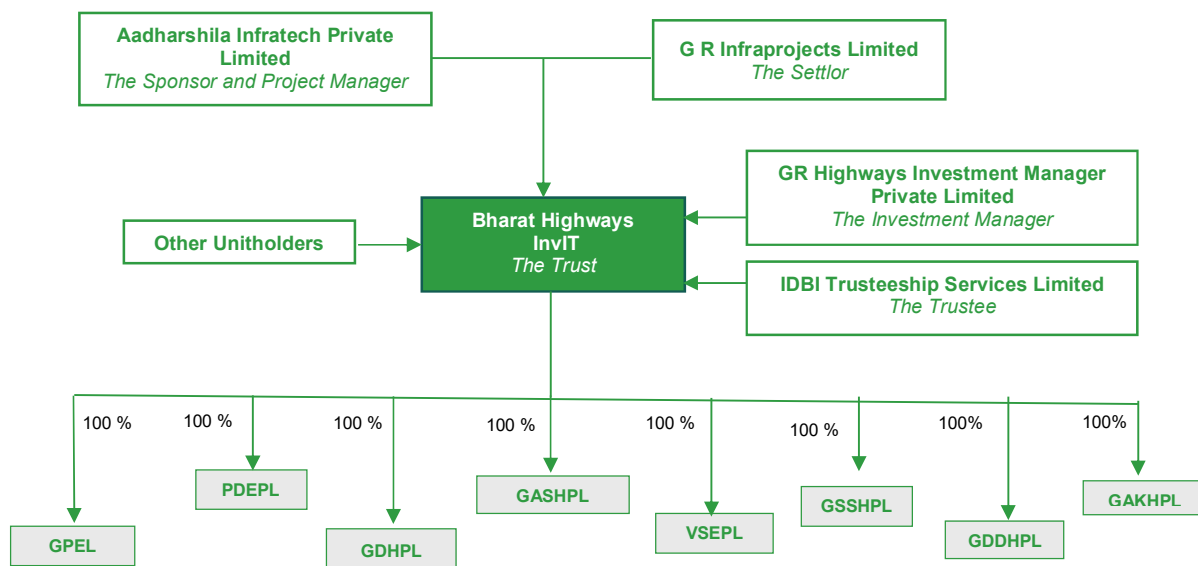 Aadharshila Infratech Private
Limited
The Sponsor and Project Manager
G R Infraprojects Limited
The Settlor
GR Highways Investment Manager
Private Limited
The Investment Manager
Other Unitholders
Bharat Highways
InvIT
The Trust
IDBI Trusteeship Services Limited
The Trustee
100 %
100 %
100 %
100 %
100 %
100 %
100%
100%
PDEPL
GASHPL
GSSHPL
GAKHPL
GPEL
GDHPL
VSEPL
GDDHPL